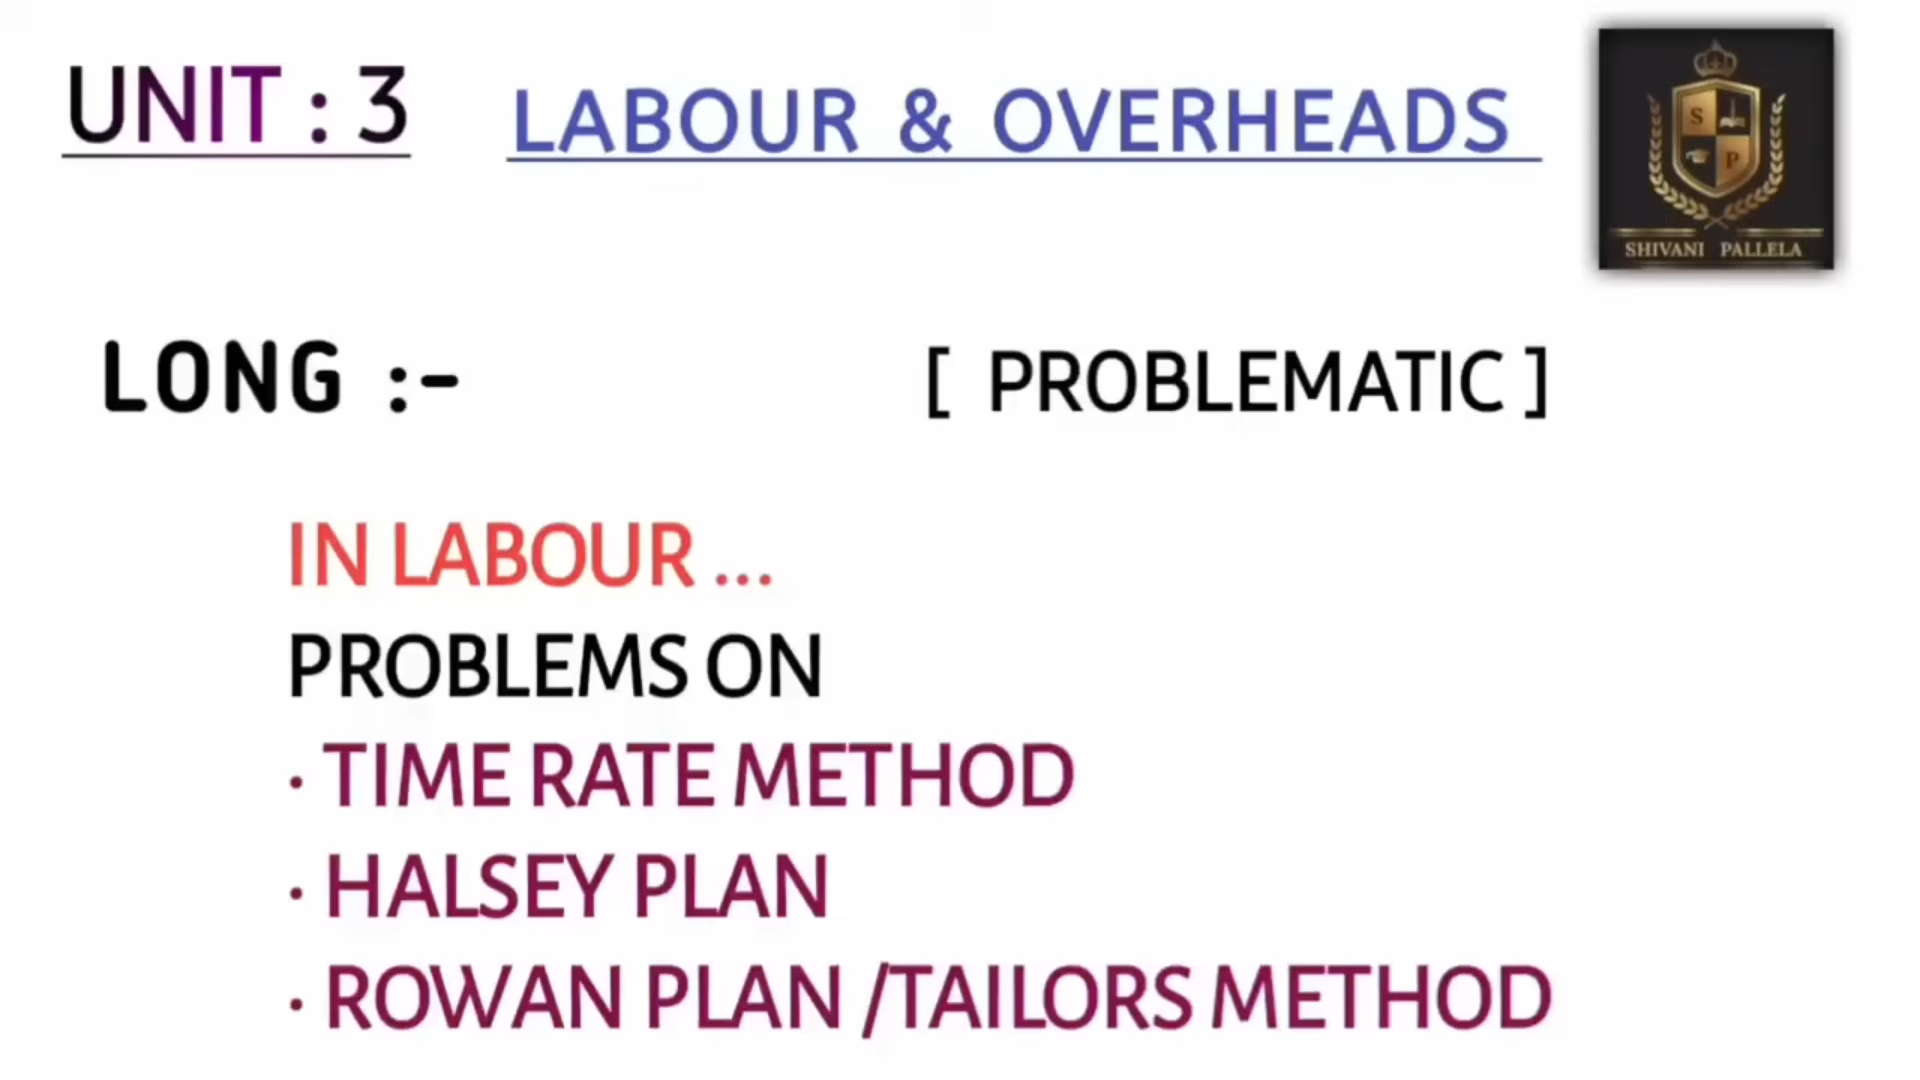 UNIT : 3
LABOUR & OVERHEADS
S
P
SHIVANI PALLELA
LONG :-
[ PROBLEMATIC ]
IN LABOUR ...
PROBLEMS ON
· TIME RATE METHOD
· HALSEY PLAN
· ROWAN PLAN /TAILORS METHOD